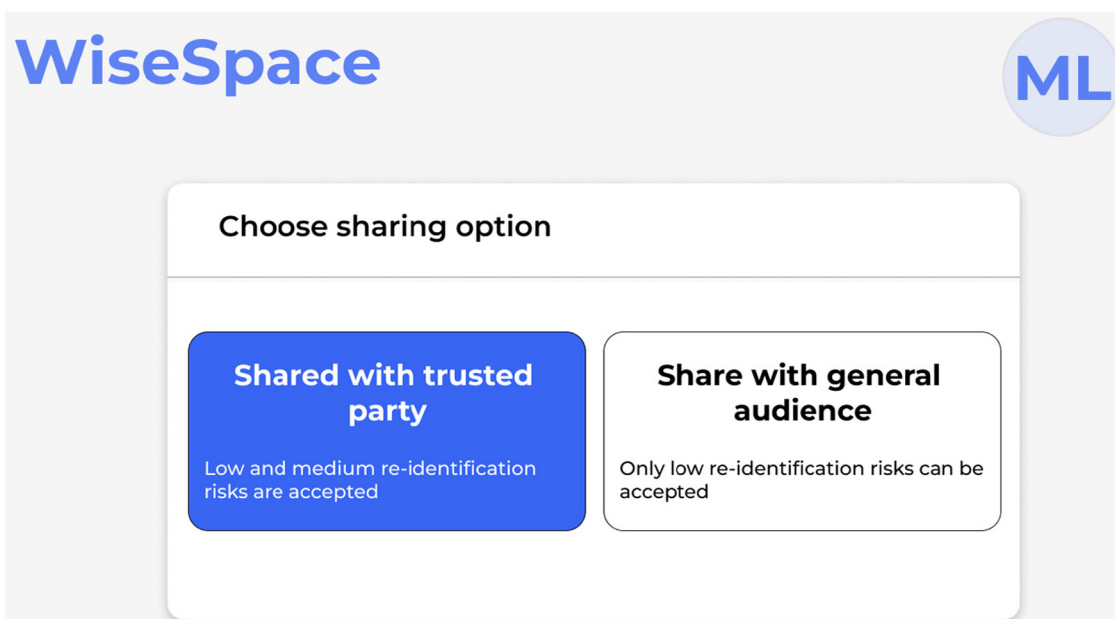 WiseSpace
ML
Choose sharing option
Shared with trusted
party
Low and medium re-identification
risks are accepted
Share with general
audience
Only low re-identification risks can be
accepted